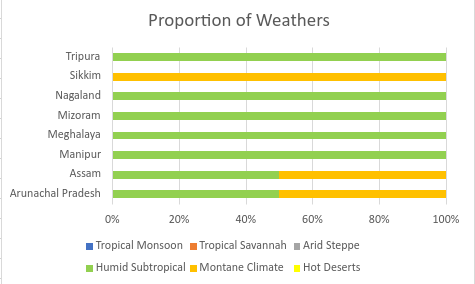 Proportion of Weathers
Tripura
Sikkim
Nagaland
Mizoram
Meghalaya
Manipur
Assam
Arunachal Pradesh
0% 20% 40% 60% 80% 100%
Tropical Monsoon Tropical Savannah Arid Steppe
Humid Subtropical Montane Climate Hot Deserts